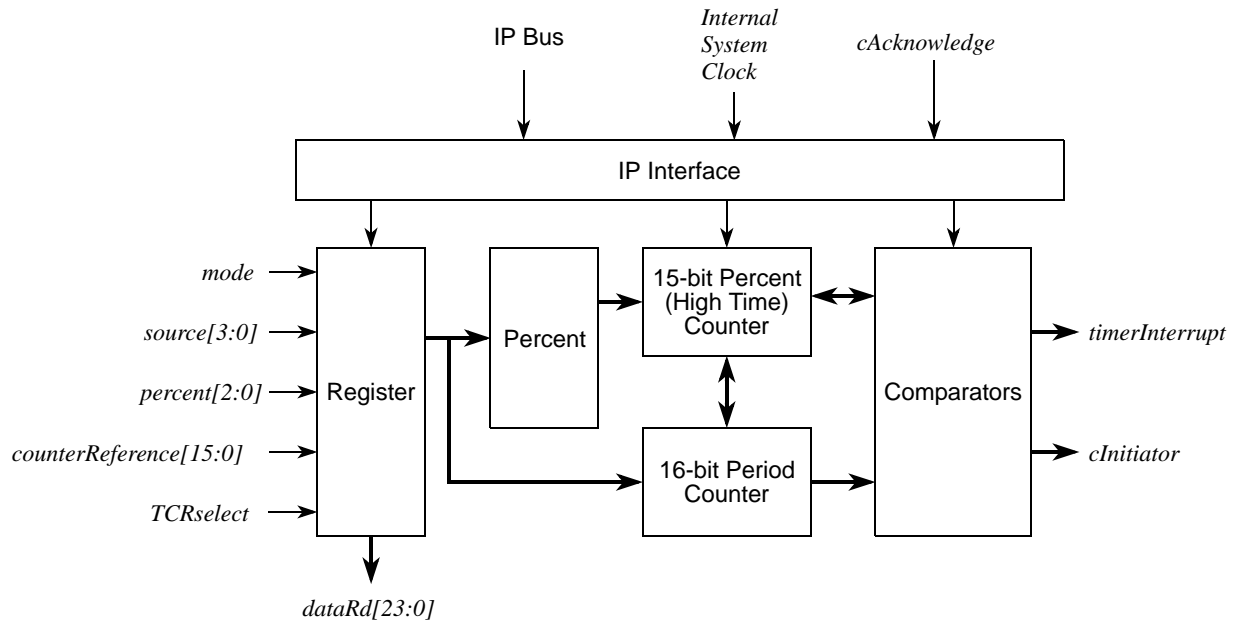 IP Bus
Internal
System
Clock
cAcknowledge
IP Interface
mode
source[3:0]
percent[2:0]
counterReference[15:0]
TCRselect
Register
Percent
15-bit Percent
(High Time)
Counter
16-bit Period
Counter
Comparators
timerInterrupt
cInitiator
dataRd[23:0]